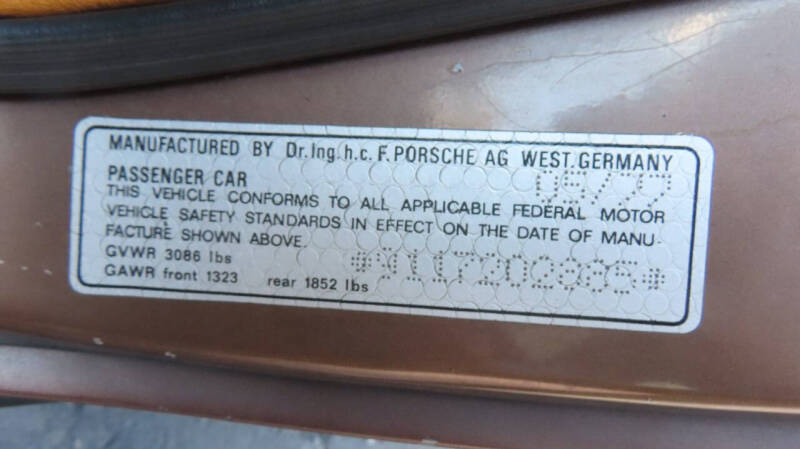 MANUFACTURED BY Dr.Ing.h.c.F.PORSCHE AG WEST.GERMANY
PASSENGER CAR 05/77
THIS VEHICLE CONFORMS TO ALL APPLICABLE FEDERAL MOTOR
VEHICLE SAFETY STANDARDS IN EFFECT ON THE DATE OF MANU-
FACTURE SHOWN ABOVE.
GVWR 3086 lbs
GAWR front 1323 rear 1852 lbs